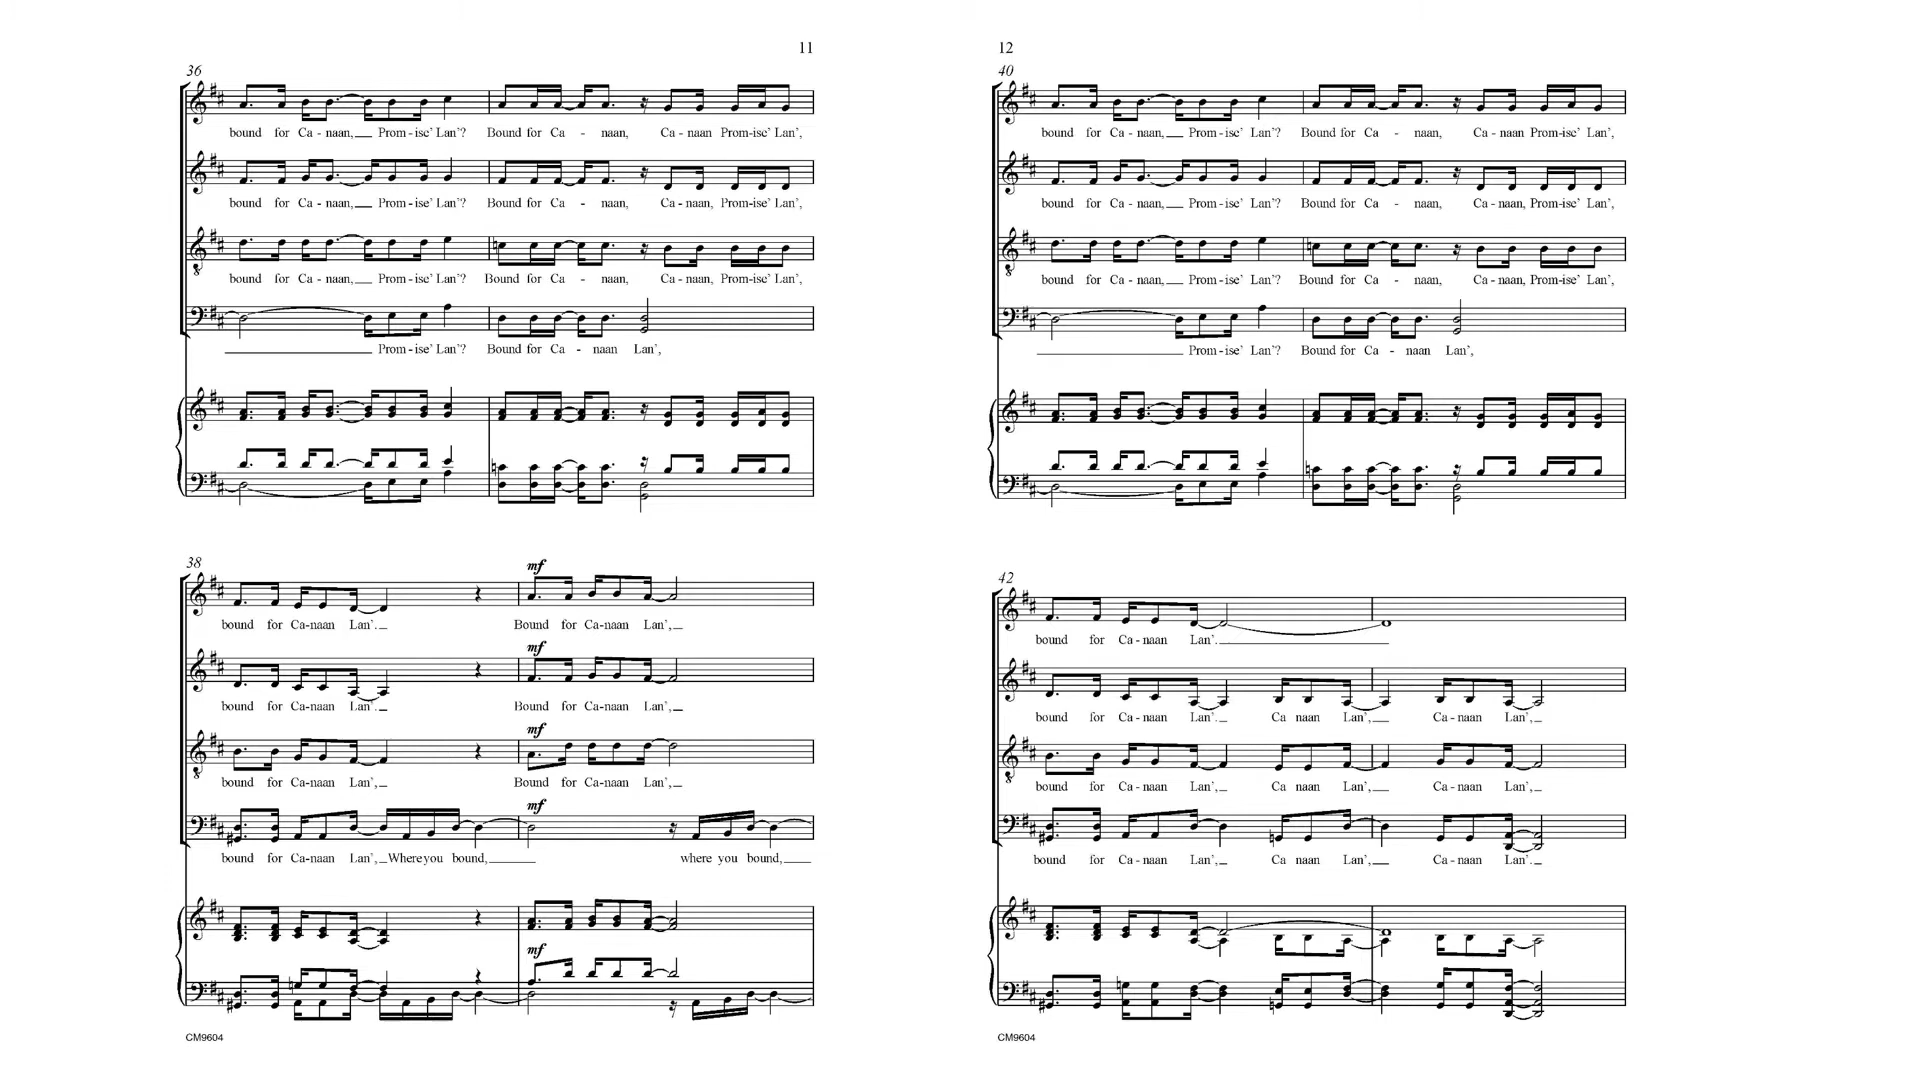 11
36
bound for Ca - naan, Prom - ise' Lan'? Bound for Ca - naan, Ca - naan Prom - ise' Lan',
bound for Ca - naan, Prom - ise' Lan'? Bound for Ca - naan, Ca - naan, Prom - ise' Lan',
bound for Ca - naan, Prom - ise' Lan'? Bound for Ca - naan, Ca - naan, Prom - ise' Lan',
Prom - ise' Lan'? Bound for Ca - naan Lan',
38
mf
bound for Ca - naan Lan'. Bound for Ca - naan Lan',
mf
bound for Ca - naan Lan'. Bound for Ca - naan Lan',
mf
bound for Ca - naan Lan', Bound for Ca - naan Lan',
mf
bound for Ca - naan Lan', Where you bound, where you bound,
mf
CM9604
12
40
bound for Ca - naan, Prom - ise' Lan'? Bound for Ca - naan, Ca - naan Prom - ise' Lan',
bound for Ca - naan, Prom - ise' Lan'? Bound for Ca - naan, Ca - naan, Prom - ise' Lan',
bound for Ca - naan, Prom - ise' Lan'? Bound for Ca - naan, Ca - naan, Prom - ise' Lan',
Prom - ise' Lan'? Bound for Ca - naan Lan',
42
bound for Ca - naan Lan'.
bound for Ca - naan Lan'. Ca naan Lan', Ca - naan Lan',
bound for Ca - naan Lan', Ca naan Lan', Ca - naan Lan',
bound for Ca - naan Lan', Ca naan Lan', Ca - naan Lan'.
CM9604